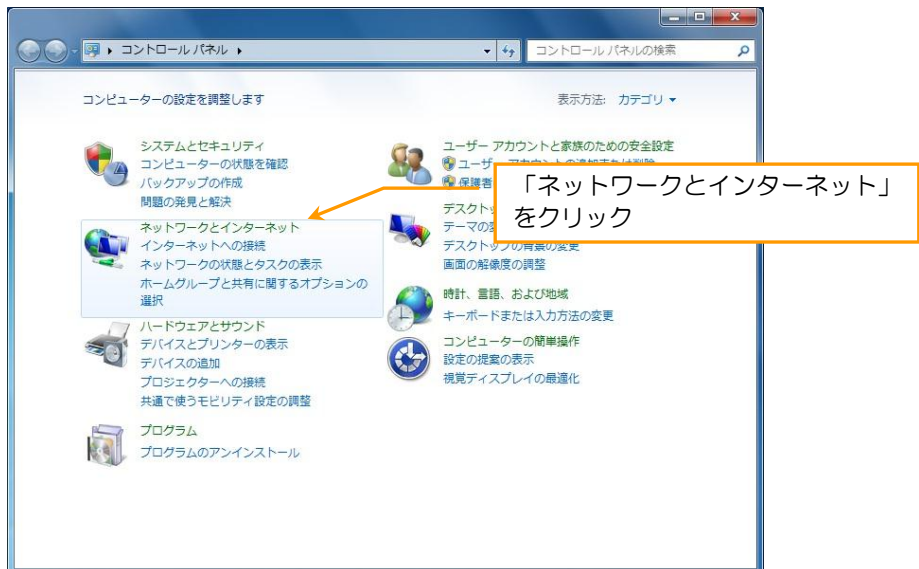 コントロール パネル
コントロール パネルの検索
コンピューターの設定を調整します
表示方法: カテゴリ
システムとセキュリティ
コンピューターの状態を確認
バックアップの作成
問題の発見と解決
ネットワークとインターネット
インターネットへの接続
ネットワークの状態とタスクの表示
ホームグループと共有に関するオプションの
選択
ハードウェアとサウンド
デバイスとプリンターの表示
デバイスの追加
プロジェクターへの接続
共通で使うモビリティ設定の調整
プログラム
プログラムのアンインストール
ユーザー アカウントと家族のための安全設定
ユーザー アカウントの追加または削除
保護者
「ネットワークとインターネット」
をクリック
デスクト
テーマの
デスクトップの背景の変更
画面の解像度の調整
時計、言語、および地域
キーボードまたは入力方法の変更
コンピューターの簡単操作
設定の提案の表示
視覚ディスプレイの最適化